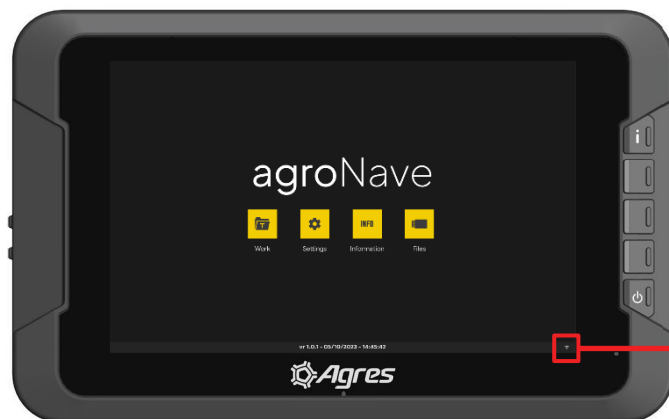 agroNave
INFO
Work Settings Information Files
vr 1.0.1 - 05/10/2023 - 14:45:42
Agres
i